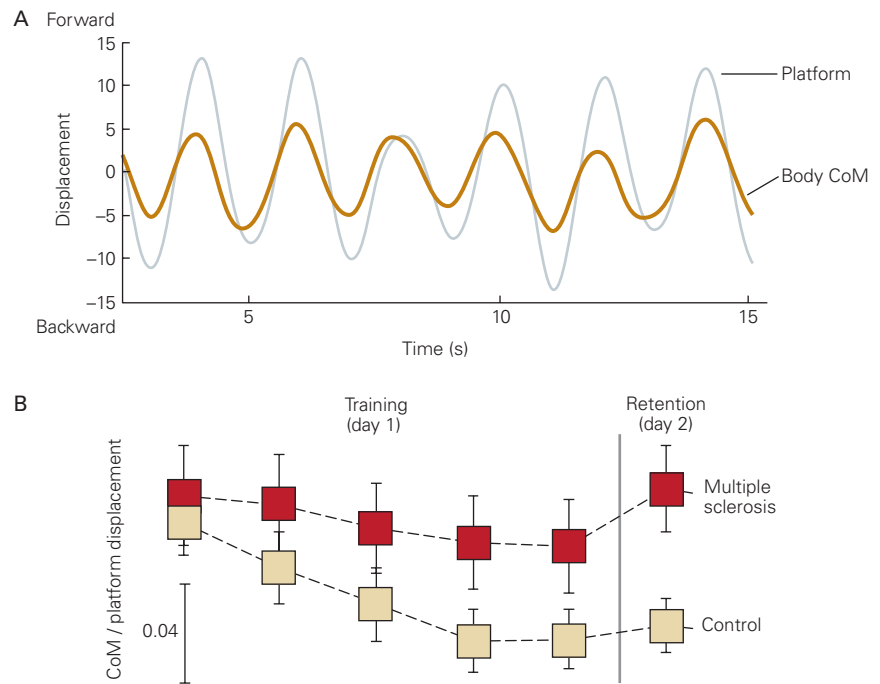 A
Forward
15
10
5
0
−5
−10
−15
Backward
Displacement
Platform
Body CoM
5
10
15
Time (s)
B
Training
(day 1)
Retention
(day 2)
CoM / platform displacement
0.04
Multiple
sclerosis
Control